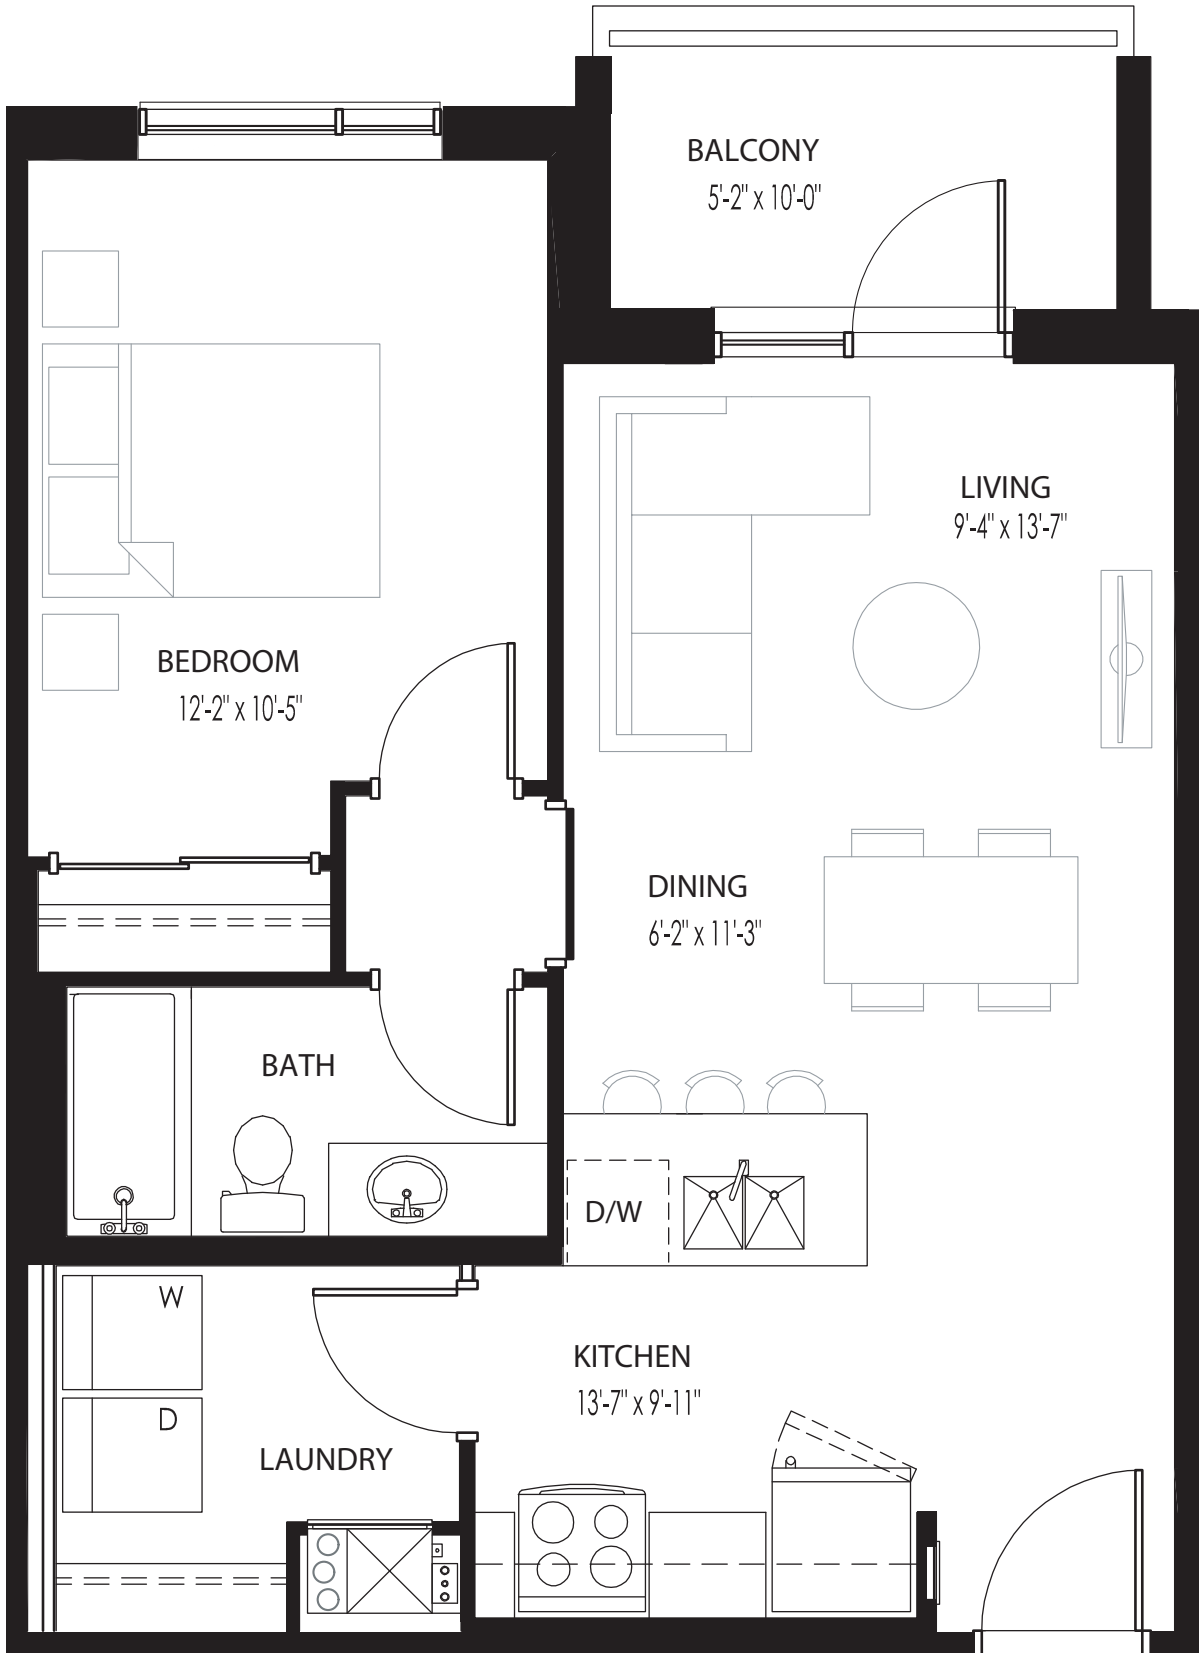 BALCONY
5'-2" x 10'-0"
LIVING
9'-4" x 13'-7"
BEDROOM
12'-2" x 10'-5"
DINING
6'-2" x 11'-3"
BATH
D/W
W
KITCHEN
13'-7" x 9'-11"
D
LAUNDRY